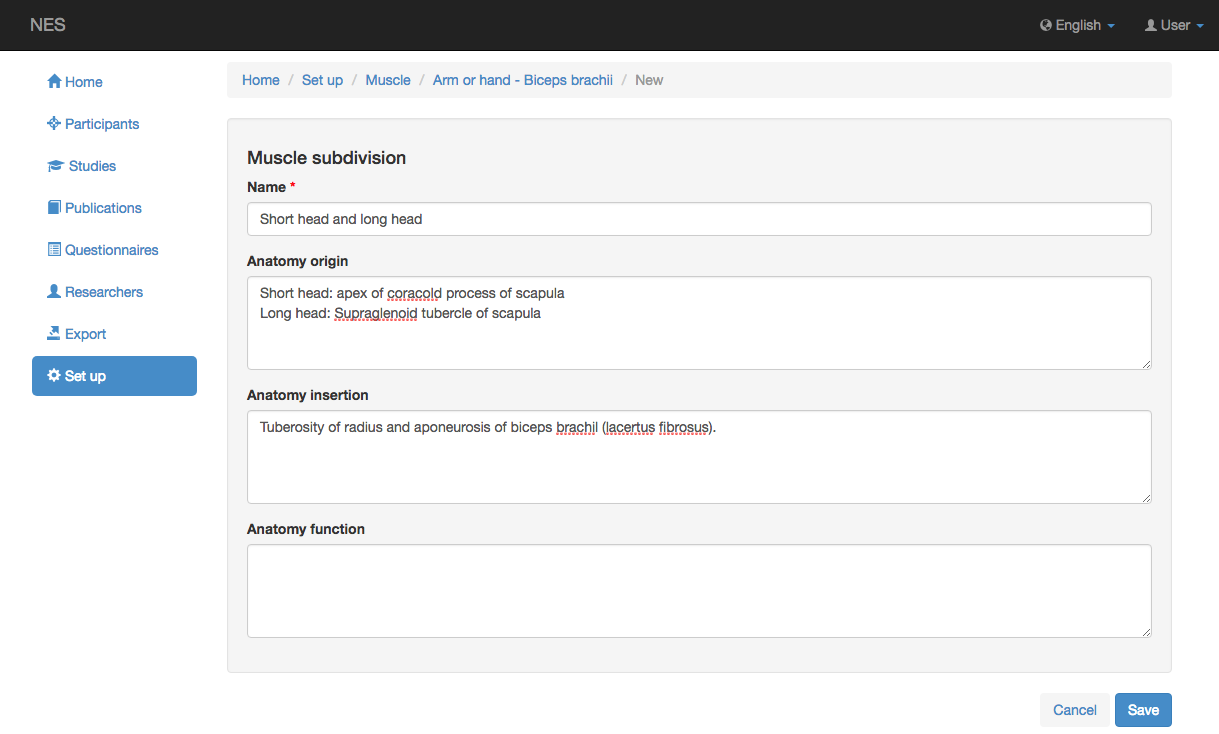 NES
English
User
Home
Participants
Studies
Publications
Questionnaires
Researchers
Export
Set up
Home / Set up / Muscle / Arm or hand - Biceps brachii / New
Muscle subdivision
Name *
Short head and long head
Anatomy origin
Short head: apex of coracold process of scapula
Long head: Supraglenoid tubercle of scapula
Anatomy insertion
Tuberosity of radius and aponeurosis of biceps brachil (lacertus fibrosus).
Anatomy function
Cancel
Save